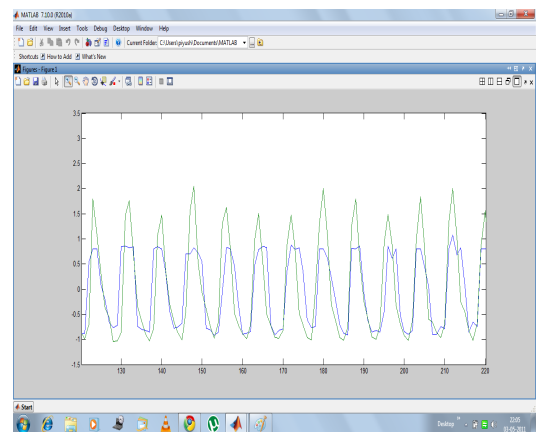 MATLAB 7.10.0 (R2010a)
File Edit View Insert Tools Debug Desktop Window Help
Current Folder: C:\Users\piyush\Documents\MATLAB
Shortcuts How to Add What's New
Figures - Figure 1
3.5
3
2.5
2
1.5
1
0.5
0
-0.5
-1
-1.5
130 140 150 160 170 180 190 200 210 220
Start
Desktop 22:05
03-05-2011